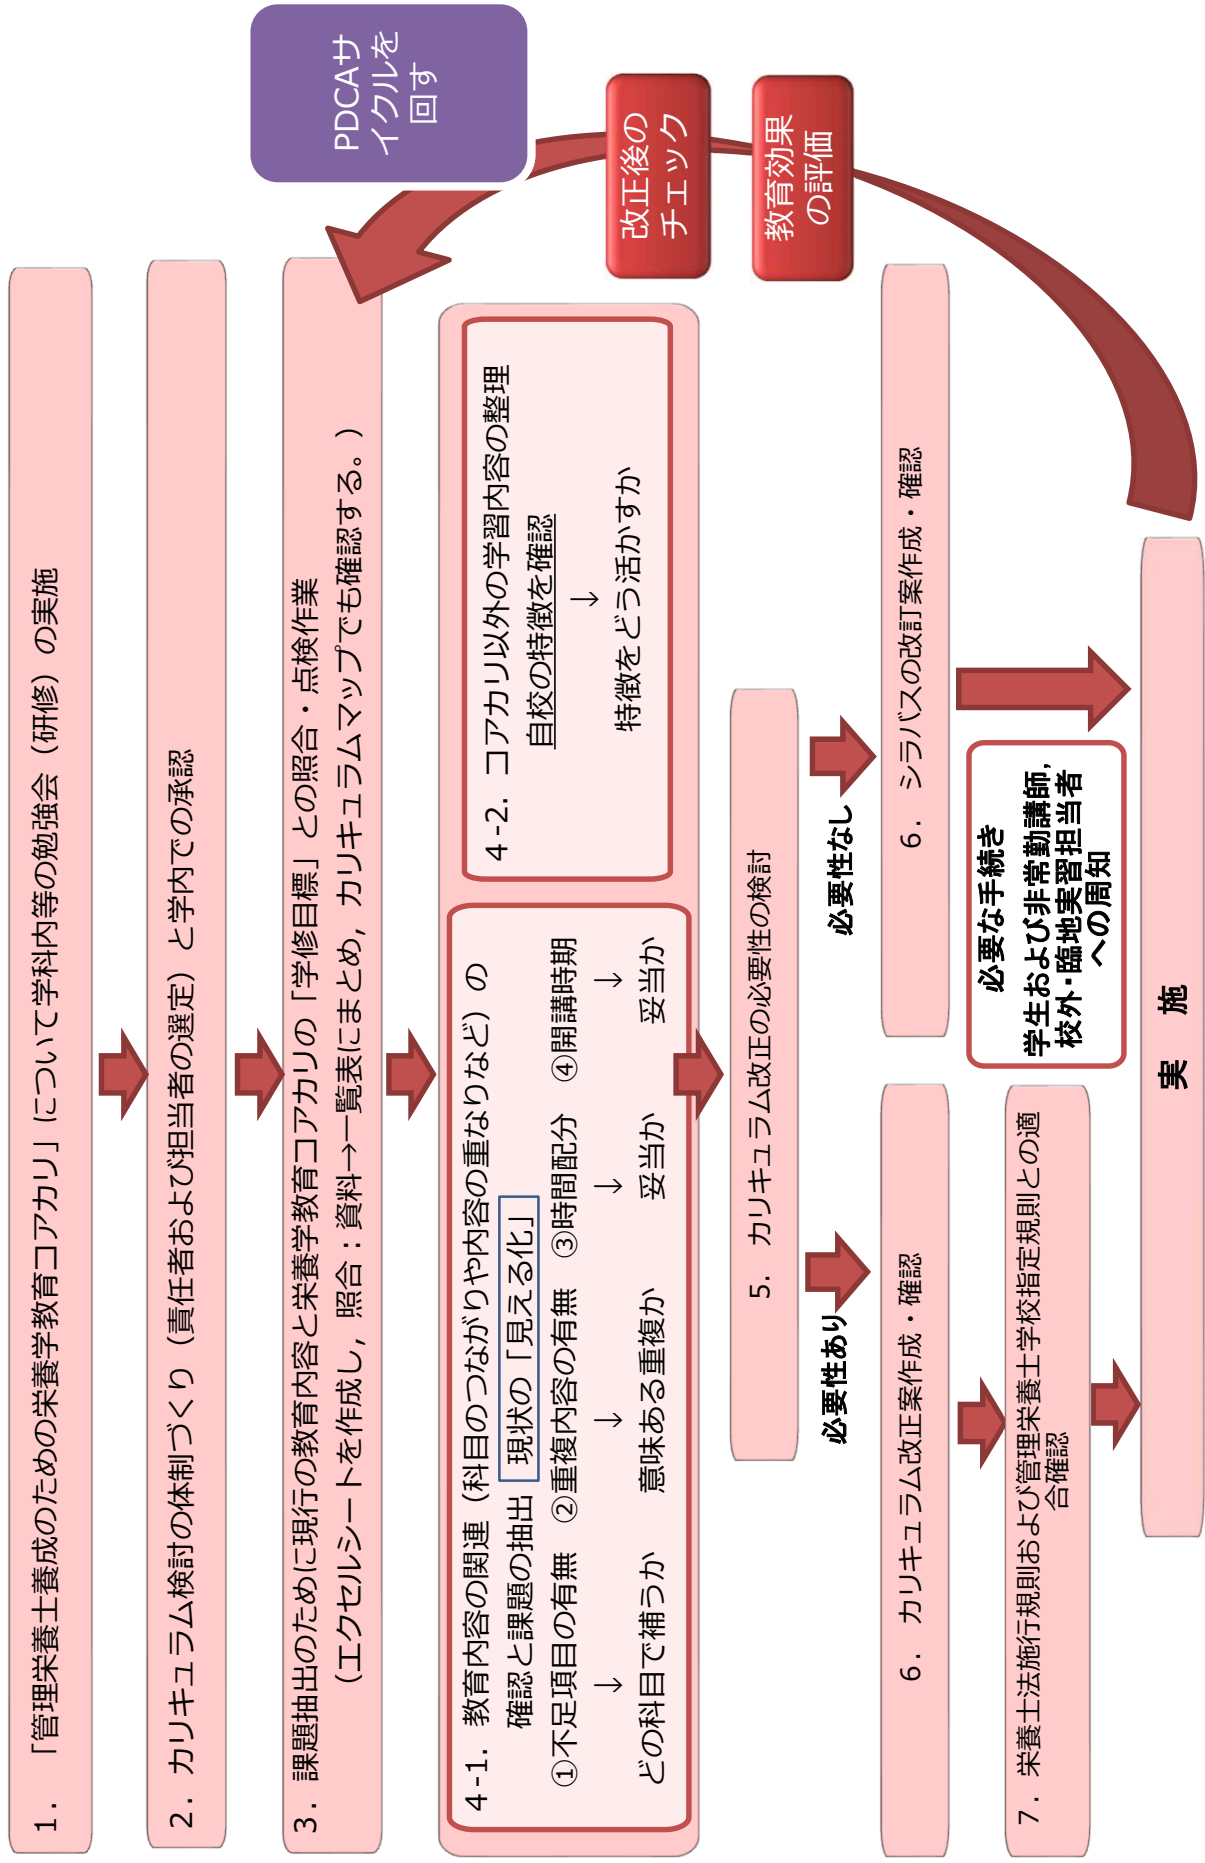 1．「管理栄養士養成のための栄養学教育コアカリ」について学科内等の勉強会（研修）の実施
2．カリキュラム検討の体制づくり（責任者および担当者の選定）と学内での承認
3．課題抽出のために現行の教育内容と栄養学教育コアカリの「学修目標」との照合・点検作業
（エクセルシートを作成し，照合：資料→一覧表にまとめ，カリキュラムマップでも確認する。）
4-1．教育内容の関連（科目のつながりや内容の重なりなど）の
確認と課題の抽出 現状の「見える化」
①不足項目の有無 ②重複内容の有無 ③時間配分 ④開講時期
↓ ↓ ↓ ↓
どの科目で補うか 意味ある重複か 妥当か 妥当か
4-2．コアカリ以外の学習内容の整理
自校の特徴を確認
↓
特徴をどう活かすか
5．カリキュラム改正の必要性の検討
必要性あり
必要性なし
6．カリキュラム改正案作成・確認
6．シラバスの改訂案作成・確認
7．栄養士法施行規則および管理栄養士学校指定規則との適
合確認
必要な手続き
学生および非常勤講師，
校外・臨地実習担当者
への周知
実 施
教育効果
の評価
改正後の
チェック
PDCAサ
イクルを
回す